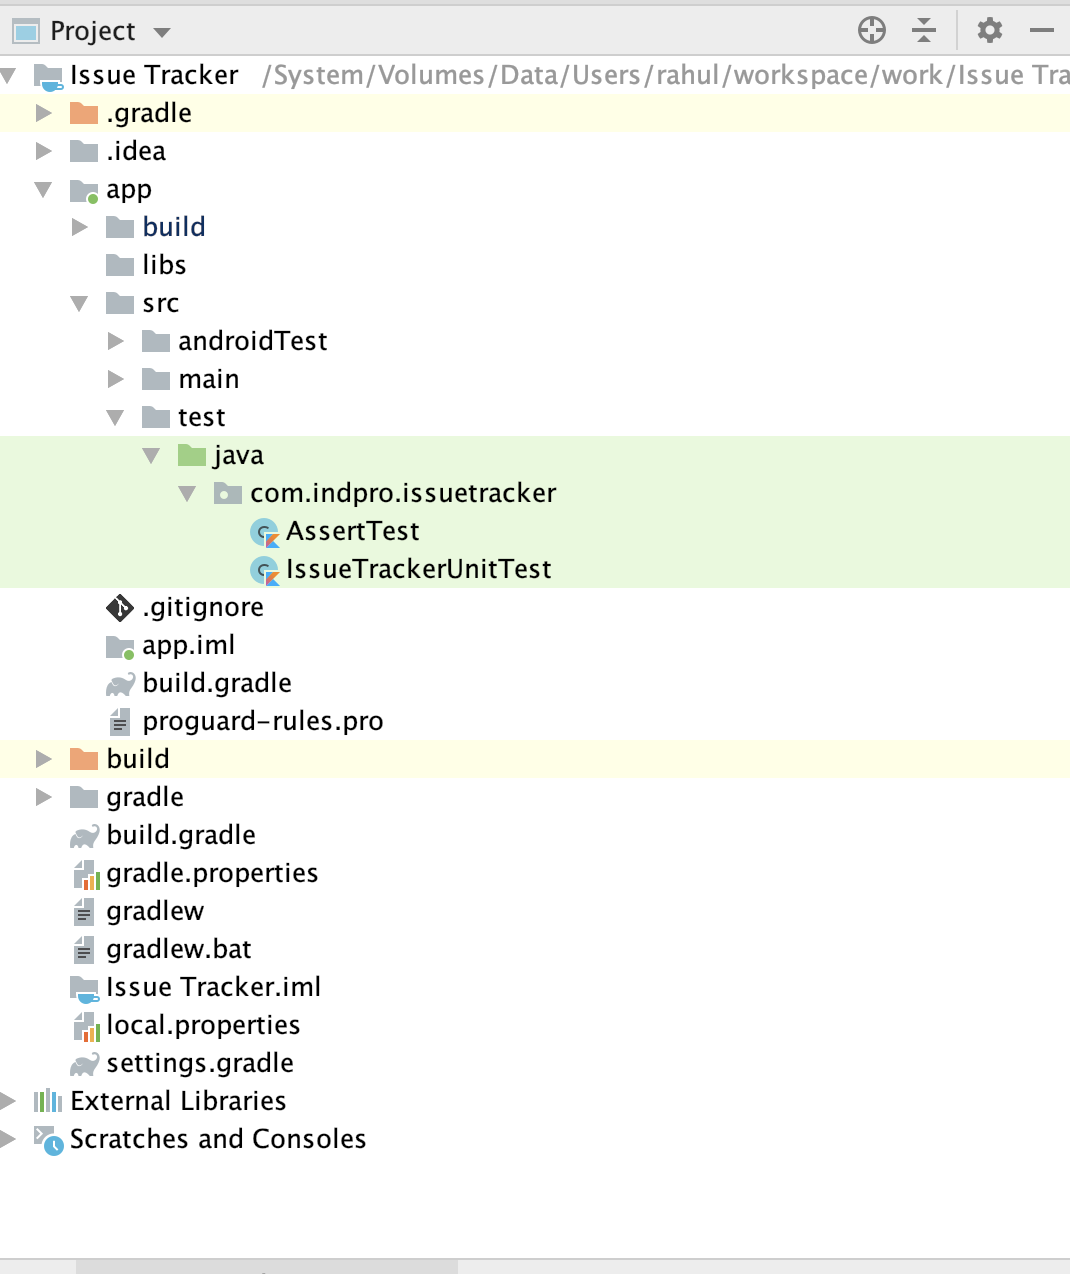 Project
Issue Tracker /System/Volumes/Data/Users/rahul/workspace/work/Issue Tra
.gradle
.idea
app
build
libs
src
androidTest
main
test
java
com.indpro.issuetracker
AssertTest
IssueTrackerUnitTest
.gitignore
app.iml
build.gradle
proguard-rules.pro
build
gradle
build.gradle
gradle.properties
gradlew
gradlew.bat
Issue Tracker.iml
local.properties
settings.gradle
External Libraries
Scratches and Consoles